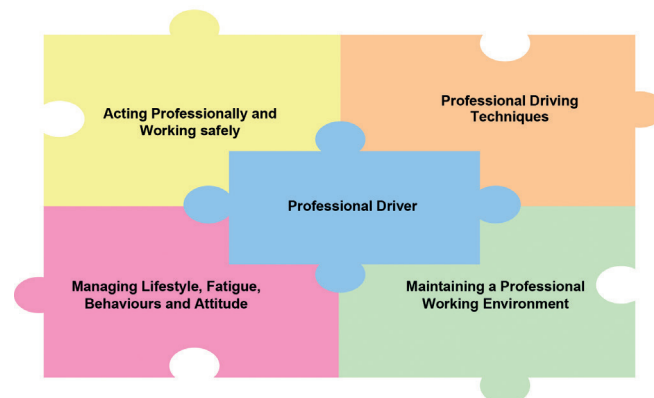 Acting Professionally and
Working safely
Professional Driving
Techniques
Professional Driver
Managing Lifestyle, Fatigue,
Behaviours and Attitude
Maintaining a Professional
Working Environment